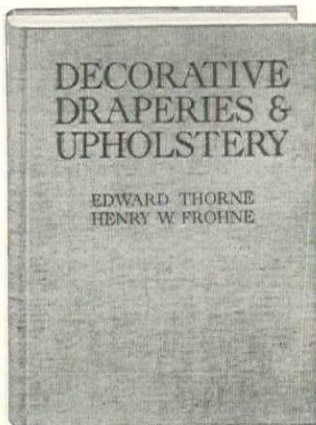 DECORATIVE
DRAPERIES &
UPHOLSTERY
EDWARD THORNE
HENRY W. FROHNE